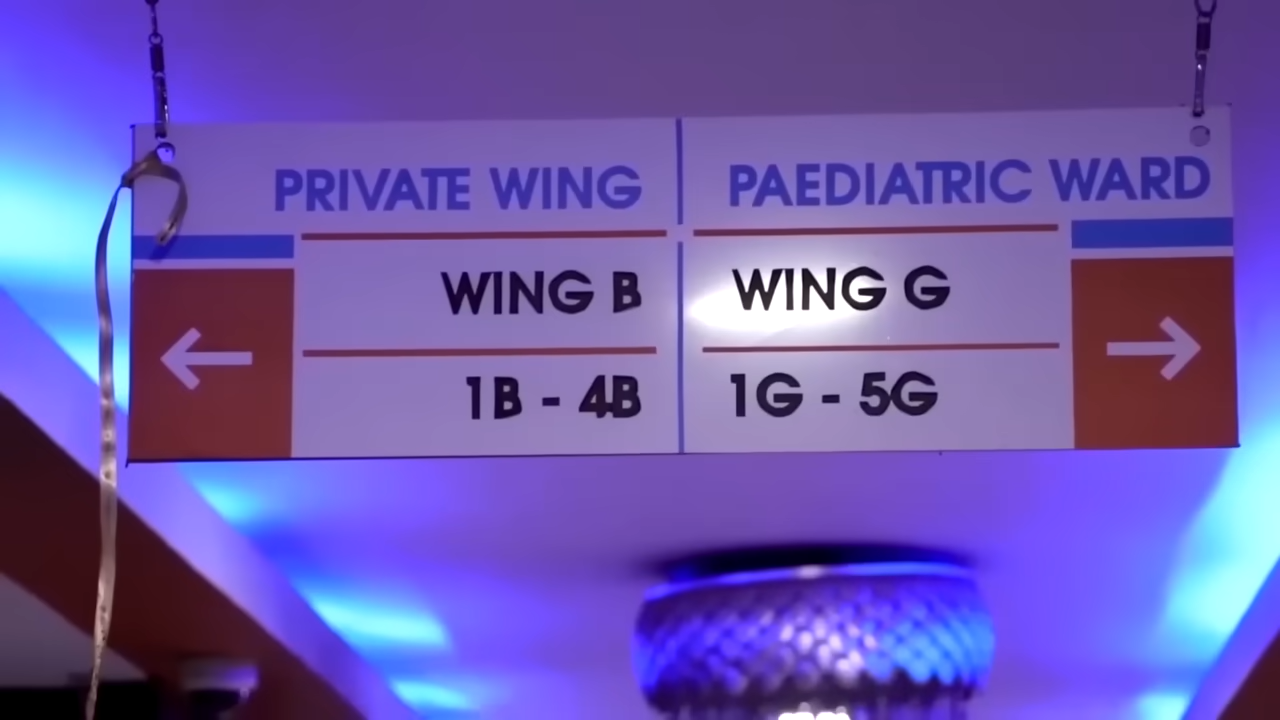 PRIVATE WING
WING B
1B - 4B
PAEDIATRIC WARD
WING G
1G - 5G